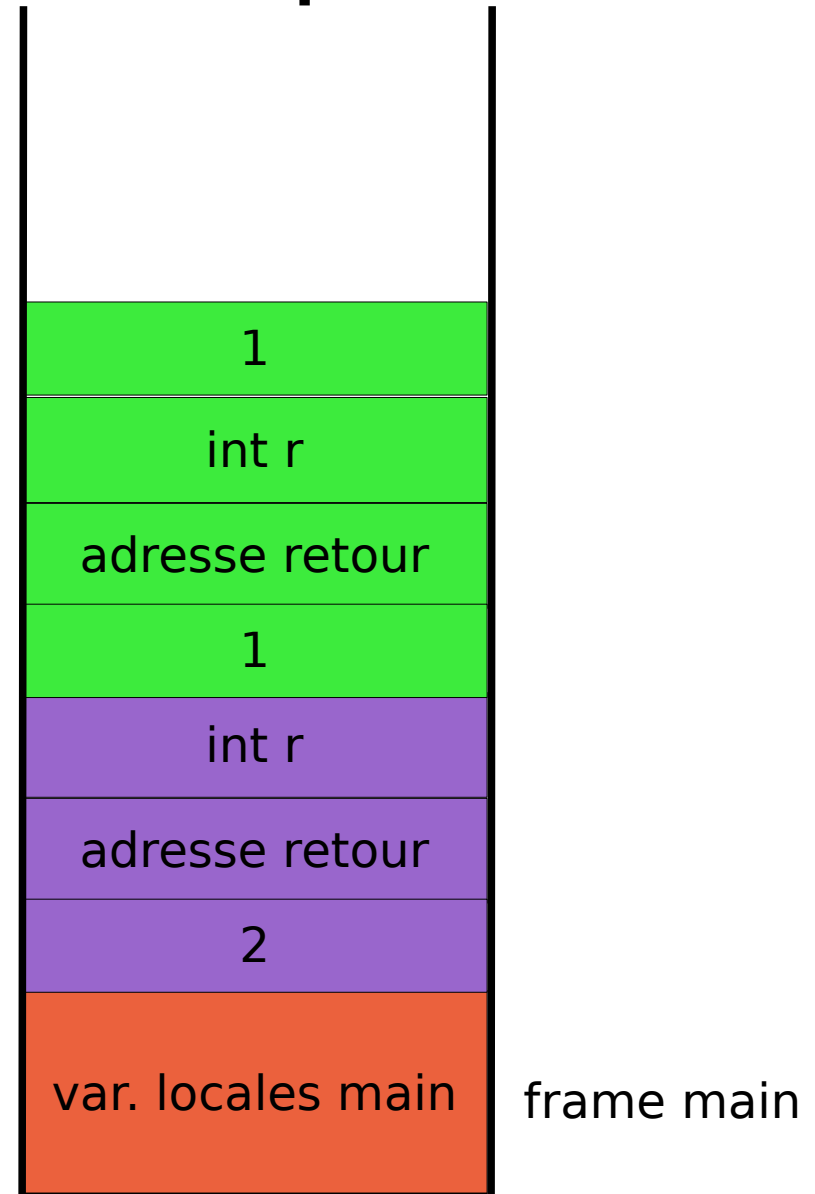 1
int r
adresse retour
1
int r
adresse retour
2
var. locales main
frame main